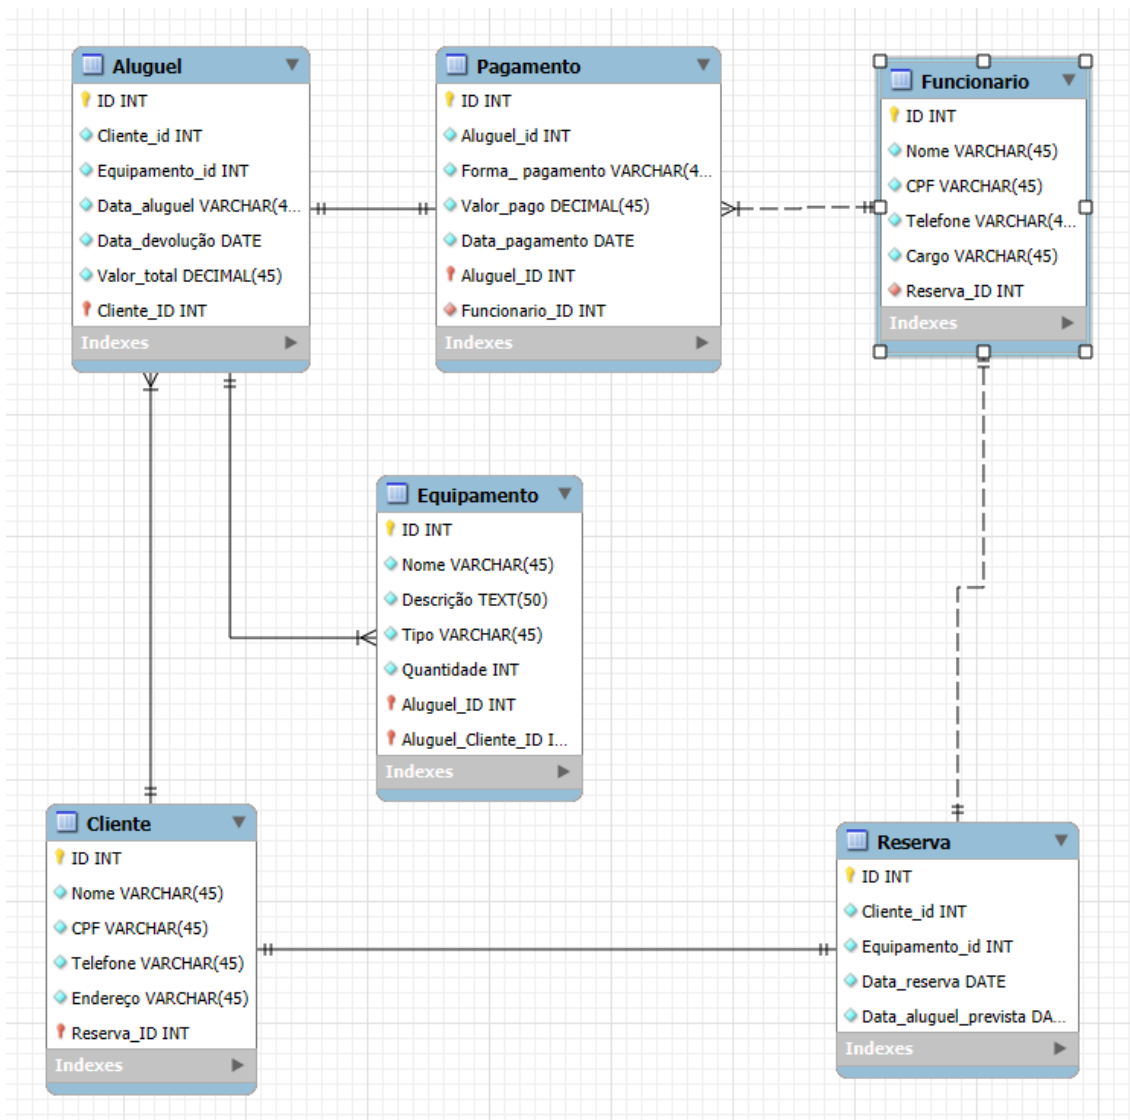 Aluguel
ID INT
Cliente_id INT
Equipamento_id INT
Data_aluguel VARCHAR(4...
Data_devolução DATE
Valor_total DECIMAL(45)
Cliente_ID INT
Indexes
Pagamento
ID INT
Aluguel_id INT
Forma_ pagamento VARCHAR(4...
Valor_pago DECIMAL(45)
Data_pagamento DATE
Aluguel_ID INT
Funcionario_ID INT
Indexes
Funcionario
ID INT
Nome VARCHAR(45)
CPF VARCHAR(45)
Telefone VARCHAR(4...
Cargo VARCHAR(45)
Reserva_ID INT
Indexes
Equipamento
ID INT
Nome VARCHAR(45)
Descrição TEXT(50)
Tipo VARCHAR(45)
Quantidade INT
Aluguel_ID INT
Aluguel_Cliente_ID I...
Indexes
Cliente
ID INT
Nome VARCHAR(45)
CPF VARCHAR(45)
Telefone VARCHAR(45)
Endereço VARCHAR(45)
Reserva_ID INT
Indexes
Reserva
ID INT
Cliente_id INT
Equipamento_id INT
Data_reserva DATE
Data_aluguel_prevista DA...
Indexes